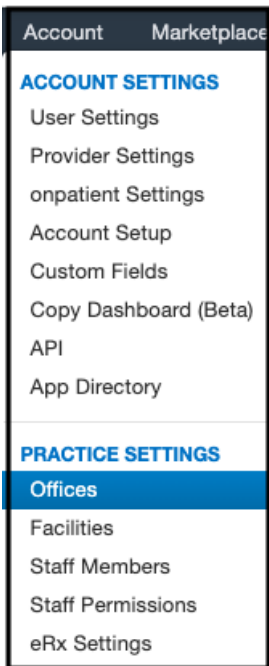 Account Marketplace
ACCOUNT SETTINGS
User Settings
Provider Settings
onpatient Settings
Account Setup
Custom Fields
Copy Dashboard (Beta)
API
App Directory
PRACTICE SETTINGS
Offices
Facilities
Staff Members
Staff Permissions
eRx Settings